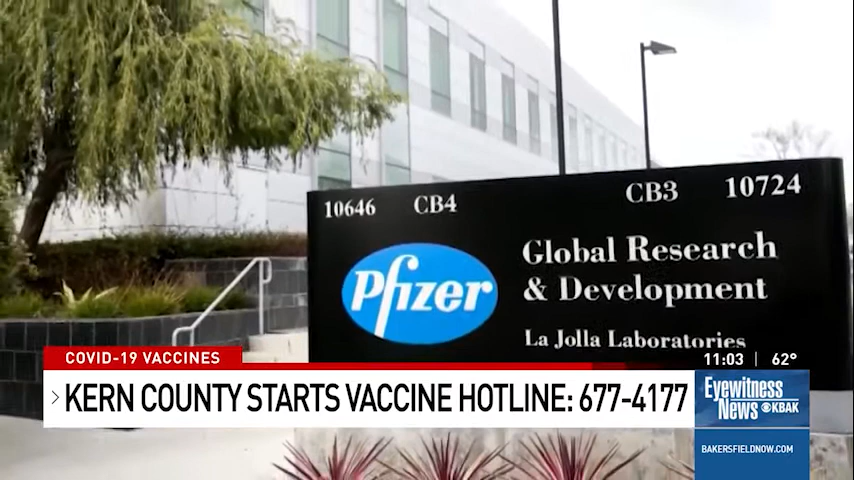 10646 CB4 CB3 10724
Pfizer
Global Research
& Development
La Jolla Laboratories
COVID-19 VACCINES
11:03 | 62°
> KERN COUNTY STARTS VACCINE HOTLINE: 677-4177
Eyewitness
News KBAK
BAKERSFIELDNOW.COM